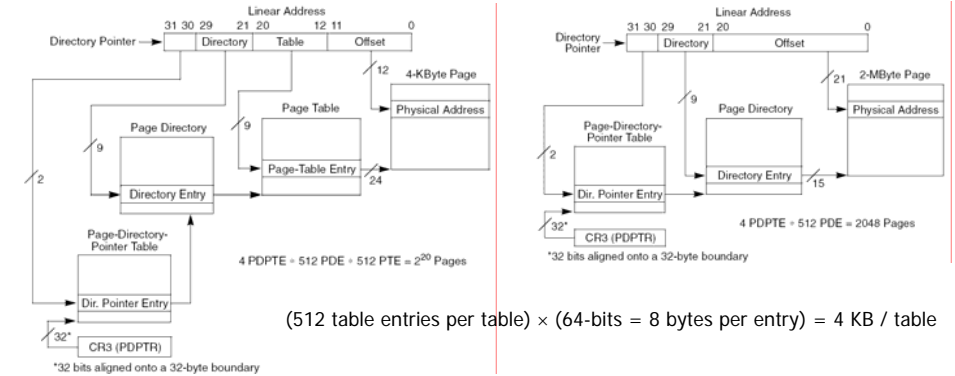 Linear Address
31 30 29 21 20 12 11 0
Directory Pointer Directory Table Offset
12
4-KByte Page
Page Table
Physical Address
Page Directory
9
9
Page-Table Entry
24
2
Directory Entry
Page-Directory-
Pointer Table
4 PDPTE * 512 PDE * 512 PTE = 2^20 Pages
Dir. Pointer Entry
32*
CR3 (PDPTR)
*32 bits aligned onto a 32-byte boundary
Linear Address
31 30 29 21 20 0
Directory
Pointer
Directory Offset
21
2-MByte Page
9
Page Directory
Physical Address
Page-Directory-
Pointer Table
2
Directory Entry
15
Dir. Pointer Entry
32*
4 PDPTE * 512 PDE = 2048 Pages
CR3 (PDPTR)
*32 bits aligned onto a 32-byte boundary
(512 table entries per table) × (64-bits = 8 bytes per entry) = 4 KB / table